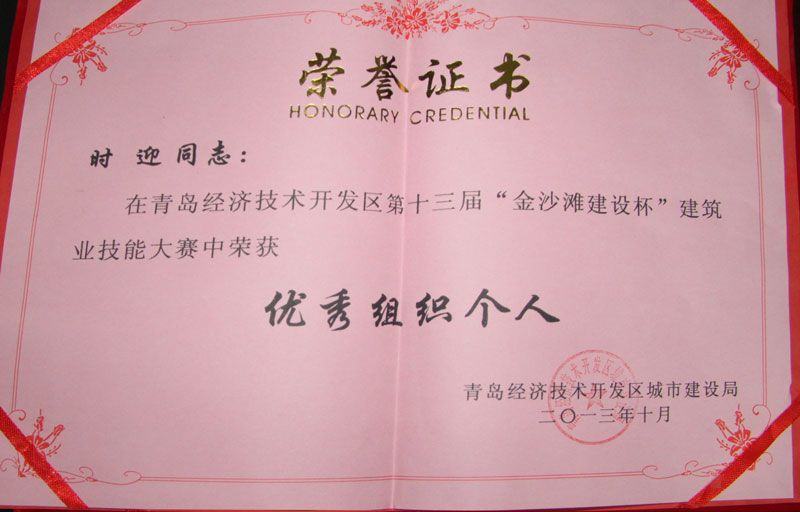 荣誉证书
HONORARY CREDENTIAL
时 迎同志：
在青岛经济技术开发区第十三届“金沙滩建设杯”建筑
业技能大赛中荣获
优秀组织个人
青岛经济技术开发区城市建设局
二〇一三年十月